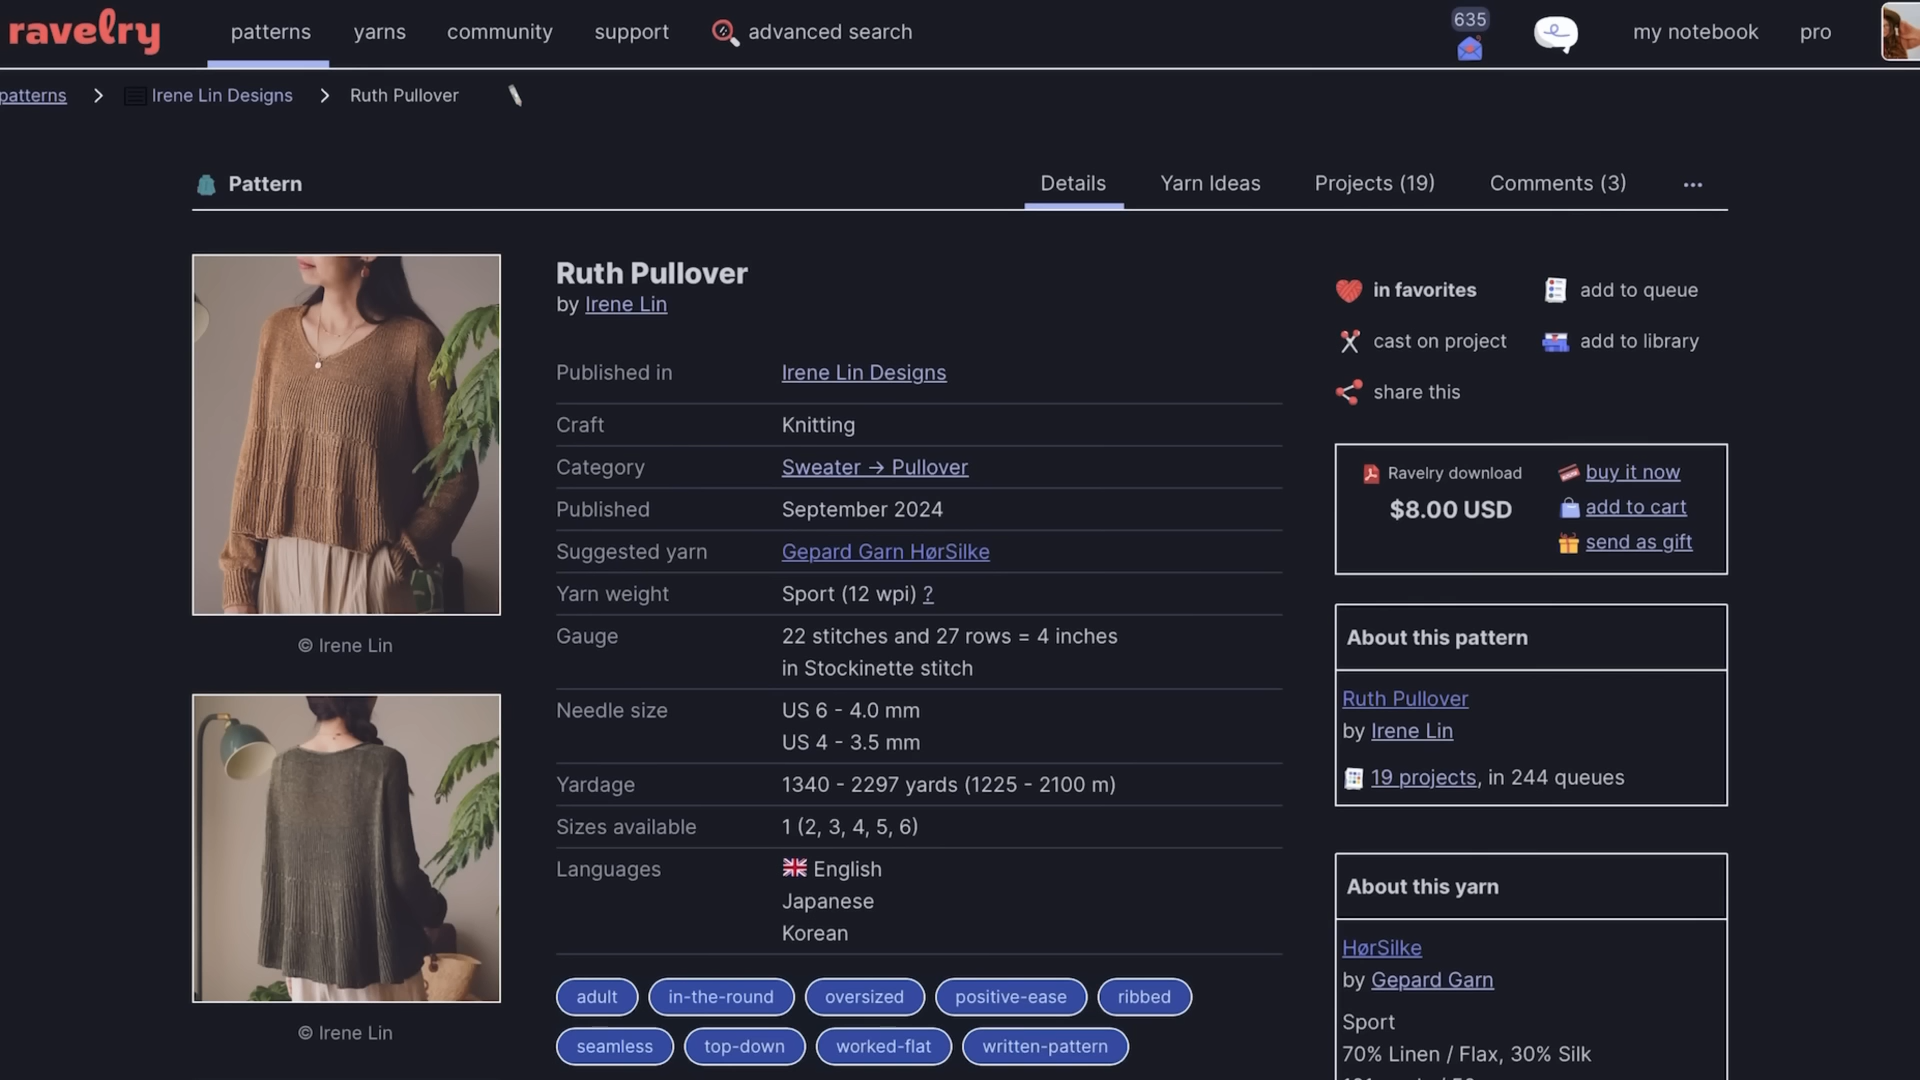 ravelry
patterns
yarns
community
support
advanced search
635
my notebook
pro
patterns
Irene Lin Designs
Ruth Pullover
Pattern
Details
Yarn Ideas
Projects (19)
Comments (3)
Ruth Pullover
by Irene Lin
Published in Irene Lin Designs
Craft Knitting
Category Sweater → Pullover
Published September 2024
Suggested yarn Gepard Garn HørSilke
Yarn weight Sport (12 wpi) ?
Gauge 22 stitches and 27 rows = 4 inches
in Stockinette stitch
Needle size US 6 - 4.0 mm
US 4 - 3.5 mm
Yardage 1340 - 2297 yards (1225 - 2100 m)
Sizes available 1 (2, 3, 4, 5, 6)
Languages English
Japanese
Korean
adult in-the-round oversized positive-ease ribbed
seamless top-down worked-flat written-pattern
© Irene Lin
© Irene Lin
in favorites
add to queue
cast on project
add to library
share this
Ravelry download
$8.00 USD
buy it now
add to cart
send as gift
About this pattern
Ruth Pullover
by Irene Lin
19 projects, in 244 queues
About this yarn
HørSilke
by Gepard Garn
Sport
70% Linen / Flax, 30% Silk